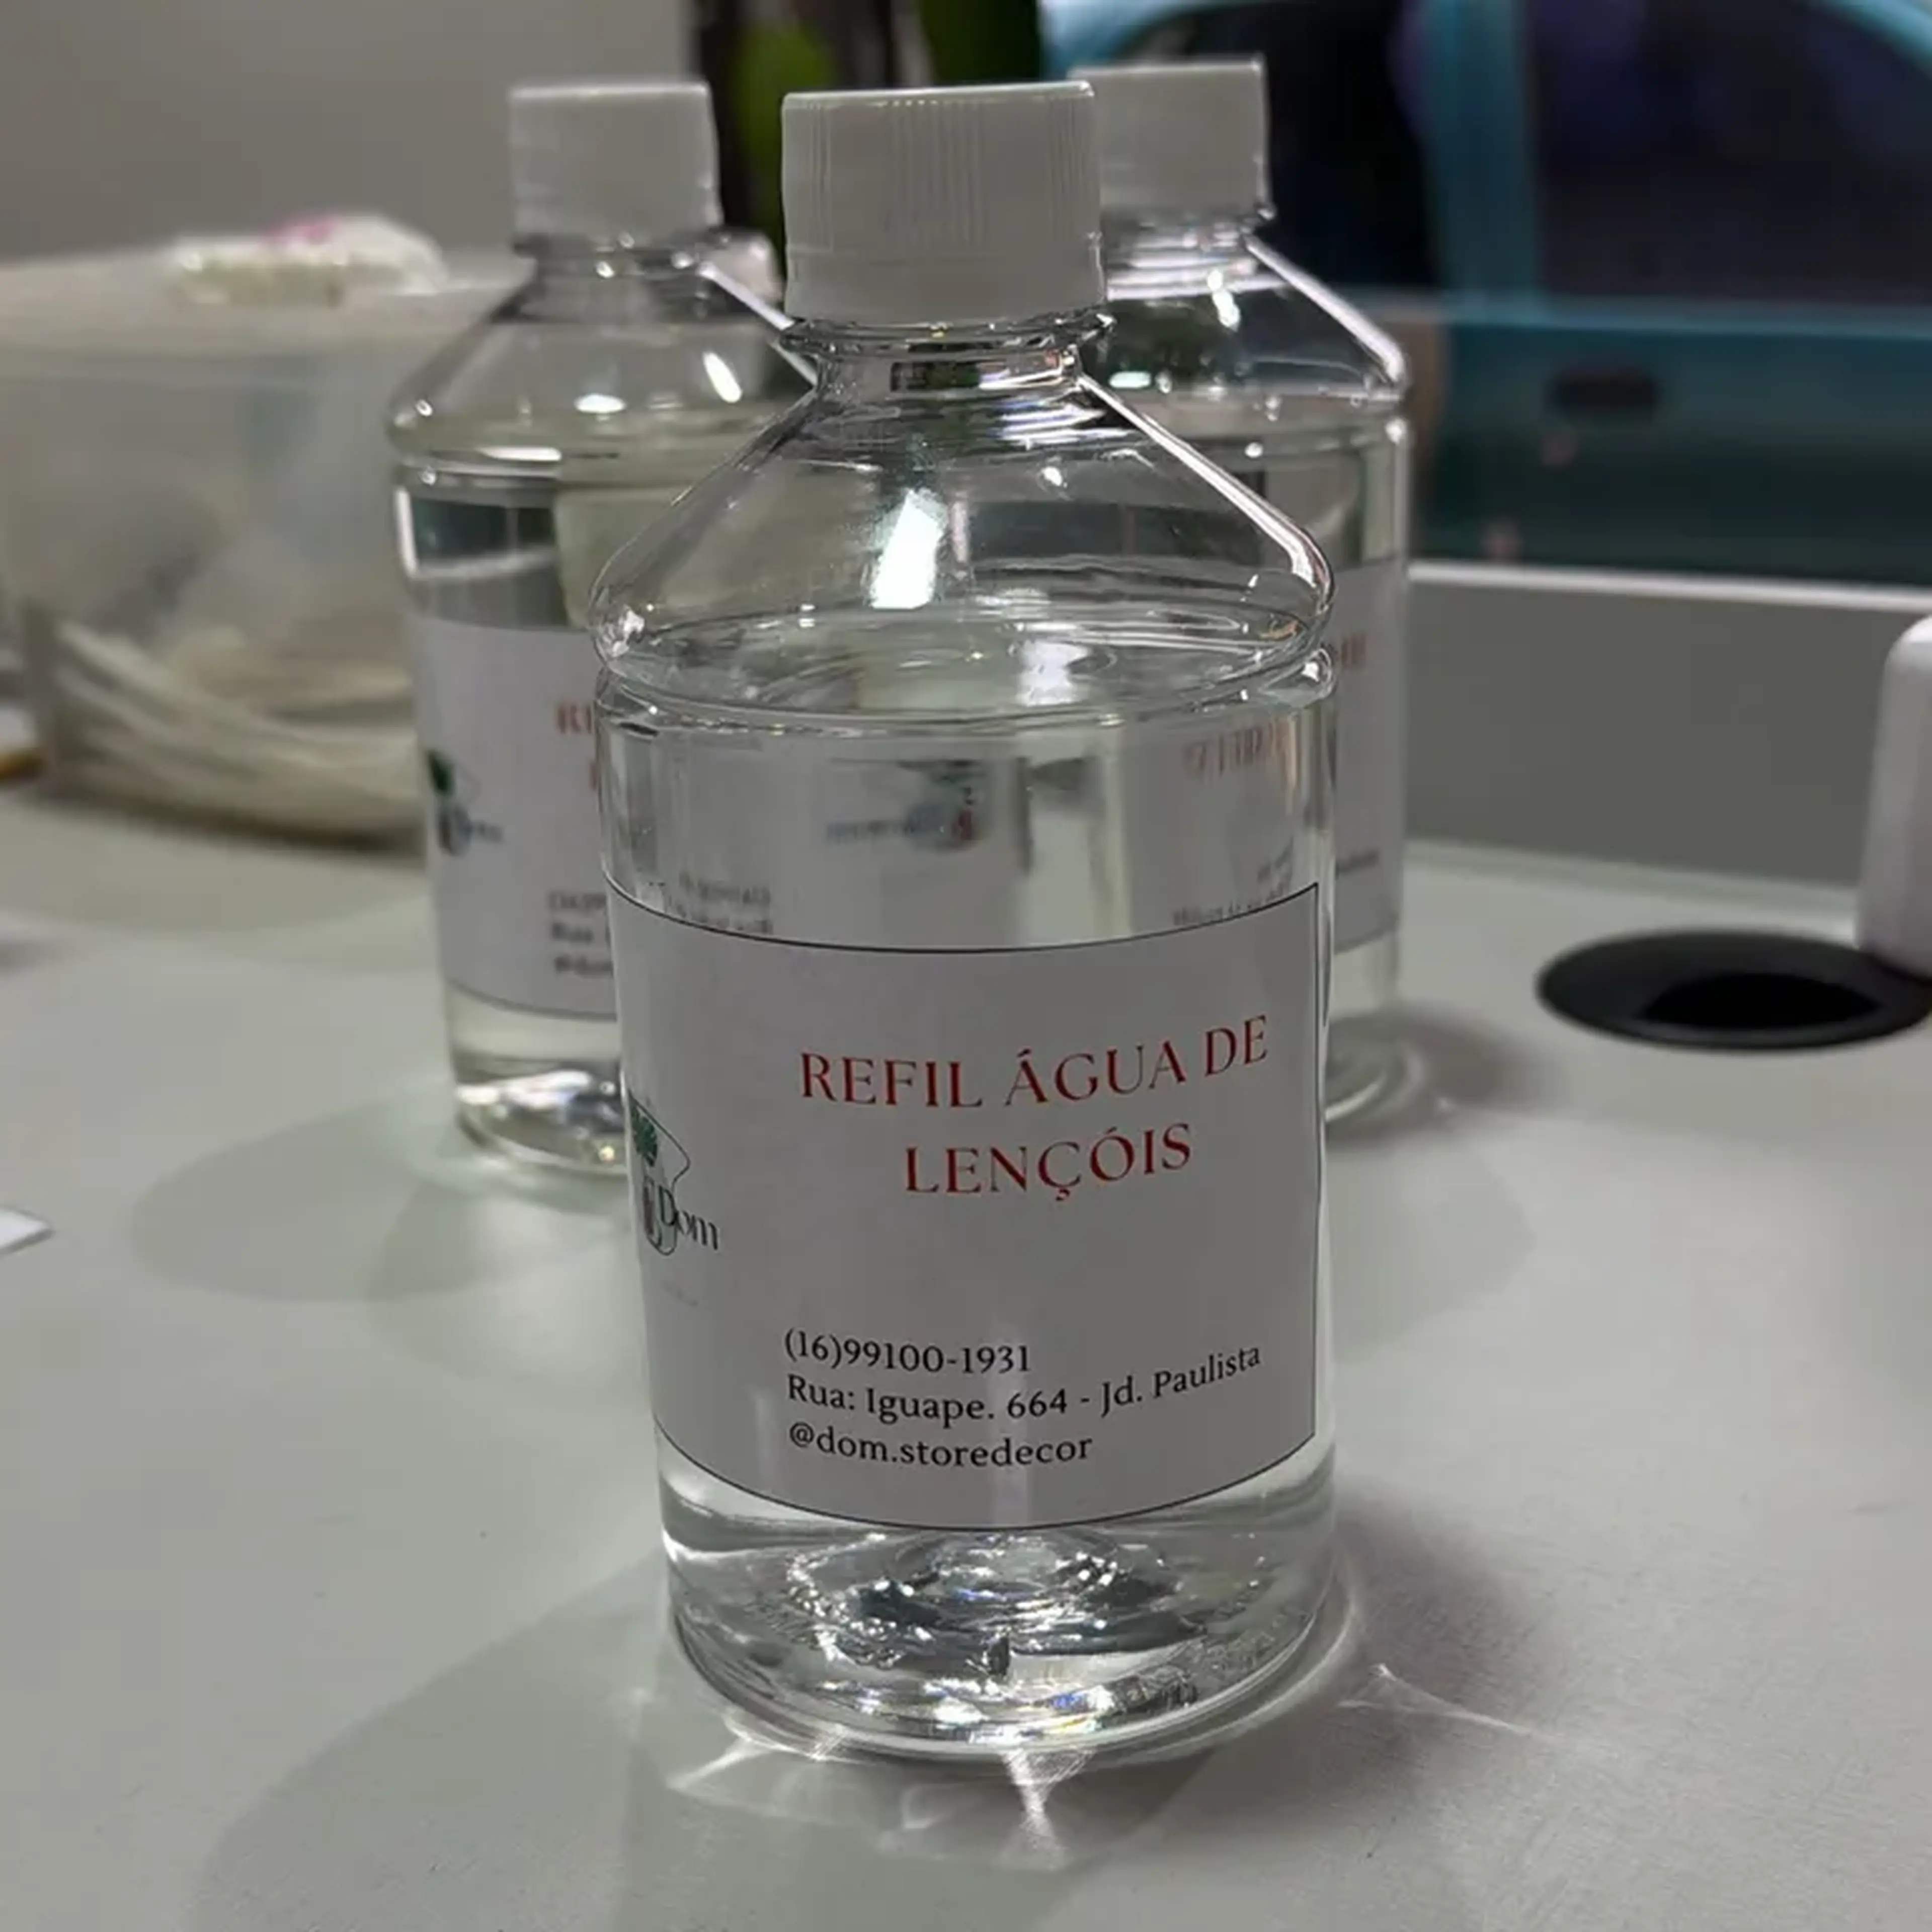 REFIL ÁGUA DE
LENÇÓIS
Dom
(16)99100-1931
Rua: Iguape. 664 - Jd. Paulista
@dom.storedecor